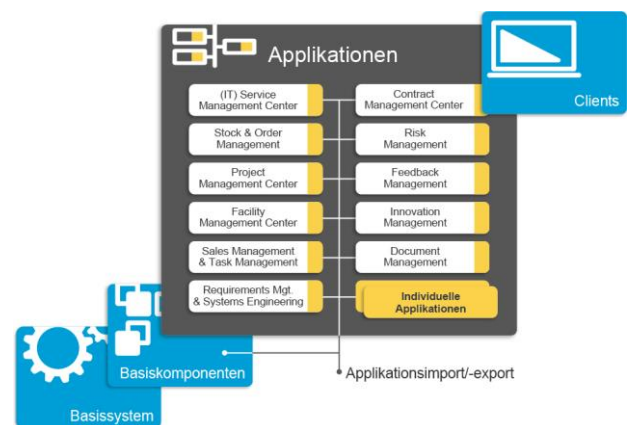 Applikationen
Clients
(IT) Service
Management Center
Contract
Management Center
Stock & Order
Management
Risk
Management
Project
Management Center
Feedback
Management
Facility
Management Center
Innovation
Management
Sales Management
& Task Management
Document
Management
Requirements Mgt.
& Systems Engineering
Individuelle
Applikationen
Basiskomponenten
Applikationsimport/-export
Basissystem